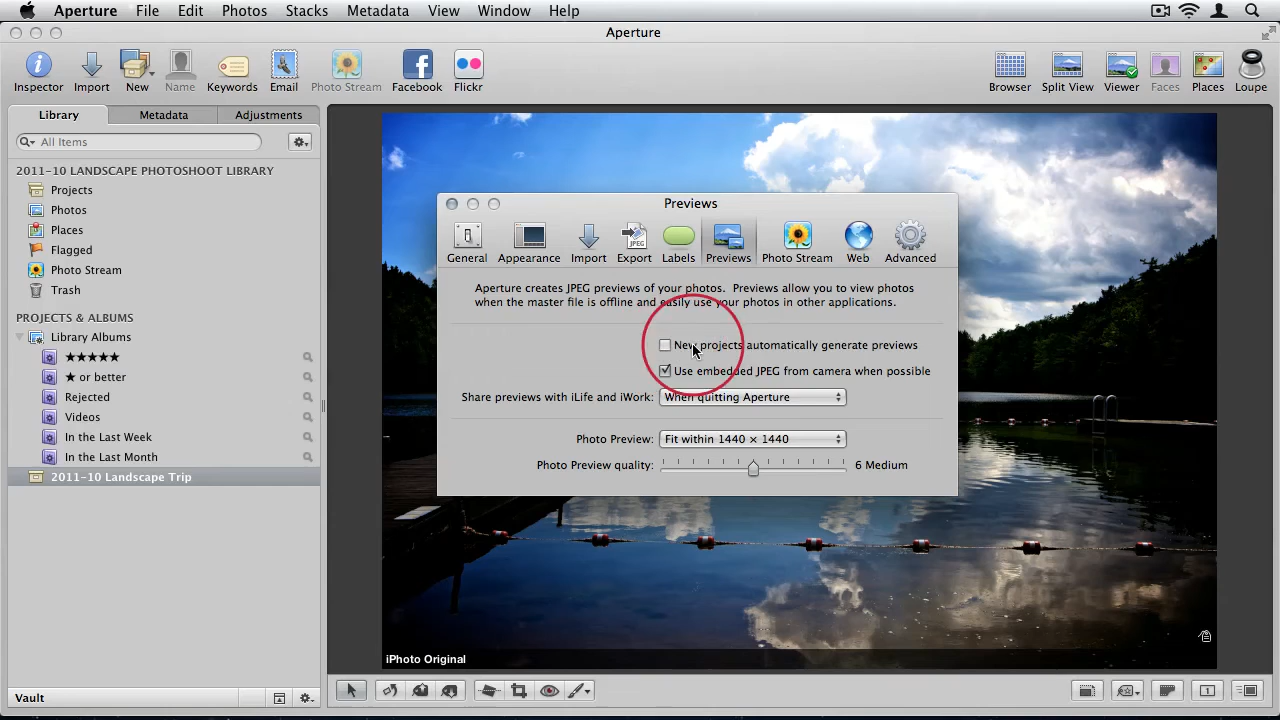 Aperture File Edit Photos Stacks Metadata View Window Help
Aperture
Inspector Import New Name Keywords Email Photo Stream Facebook Flickr Browser Split View Viewer Faces Places Loupe
Library Metadata Adjustments
All Items
2011-10 LANDSCAPE PHOTOSHOOT LIBRARY
Projects
Photos
Places
Flagged
Photo Stream
Trash
PROJECTS & ALBUMS
Library Albums
★★★★★
★ or better
Rejected
Videos
In the Last Week
In the Last Month
2011-10 Landscape Trip
Vault
Previews
General Appearance Import Export Labels Previews Photo Stream Web Advanced
JPEG
Aperture creates JPEG previews of your photos. Previews allow you to view photos
when the master file is offline and easily use your photos in other applications.
New projects automatically generate previews
Use embedded JPEG from camera when possible
Share previews with iLife and iWork: When quitting Aperture
Photo Preview: Fit within 1440 × 1440
Photo Preview quality: 6 Medium
iPhoto Original
1